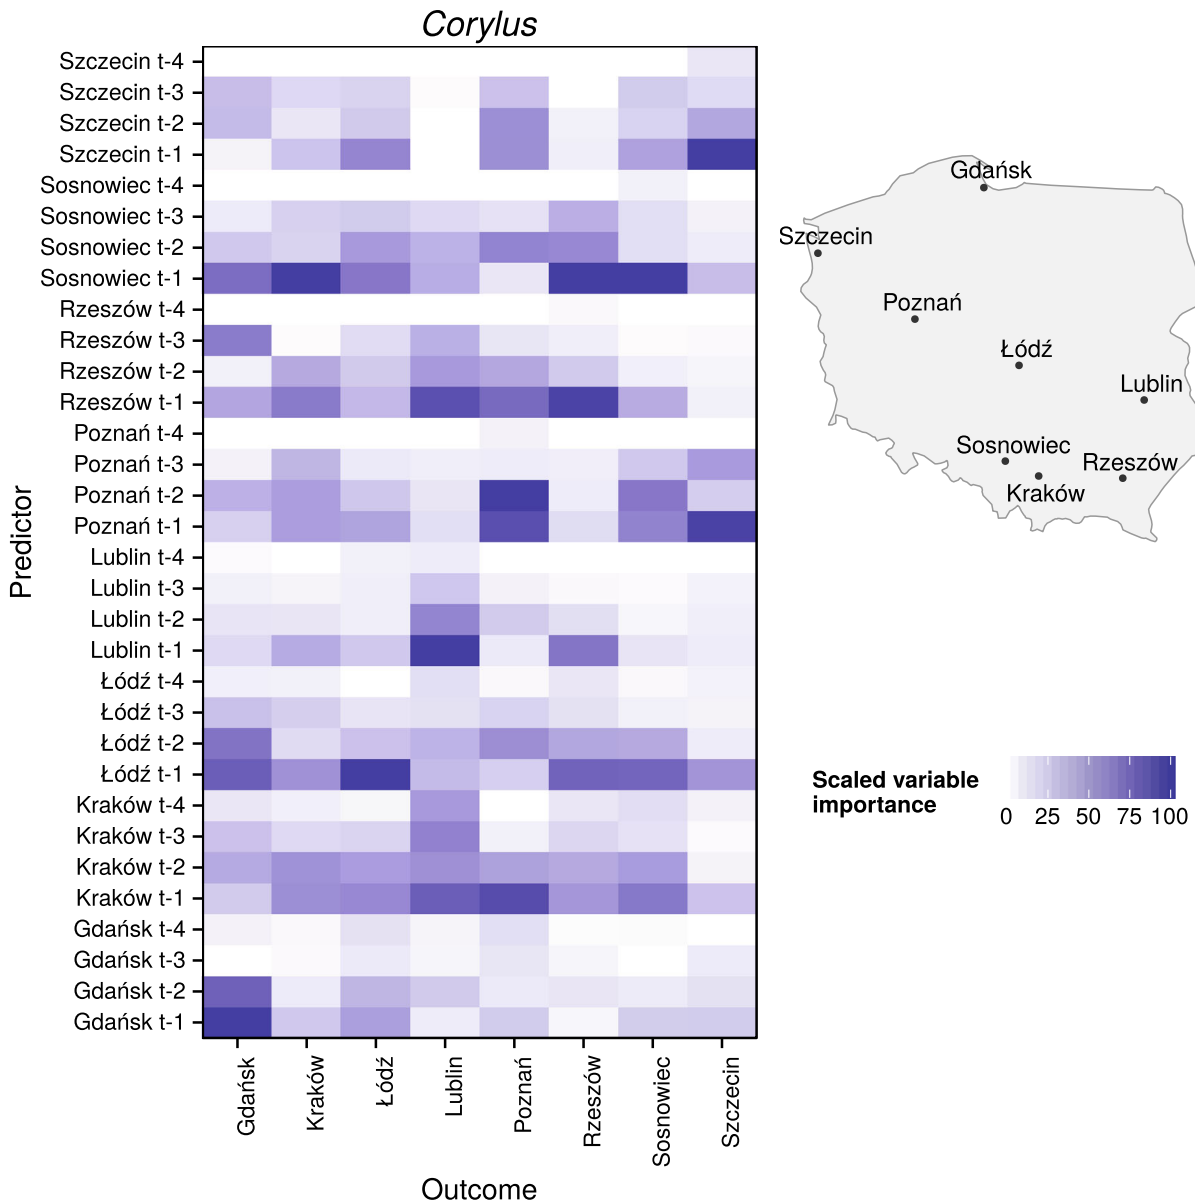 Corylus
Szczecin t-4
Szczecin t-3
Szczecin t-2
Szczecin t-1
Sosnowiec t-4
Sosnowiec t-3
Sosnowiec t-2
Sosnowiec t-1
Rzeszów t-4
Rzeszów t-3
Rzeszów t-2
Rzeszów t-1
Poznań t-4
Poznań t-3
Poznań t-2
Poznań t-1
Lublin t-4
Lublin t-3
Lublin t-2
Lublin t-1
Łódź t-4
Łódź t-3
Łódź t-2
Łódź t-1
Kraków t-4
Kraków t-3
Kraków t-2
Kraków t-1
Gdańsk t-4
Gdańsk t-3
Gdańsk t-2
Gdańsk t-1
Predictor
Gdańsk
Kraków
Łódź
Lublin
Poznań
Rzeszów
Sosnowiec
Szczecin
Outcome
Gdańsk
Szczecin
Poznań
Łódź
Lublin
Sosnowiec
Rzeszów
Kraków
Scaled variable
importance
0 25 50 75 100